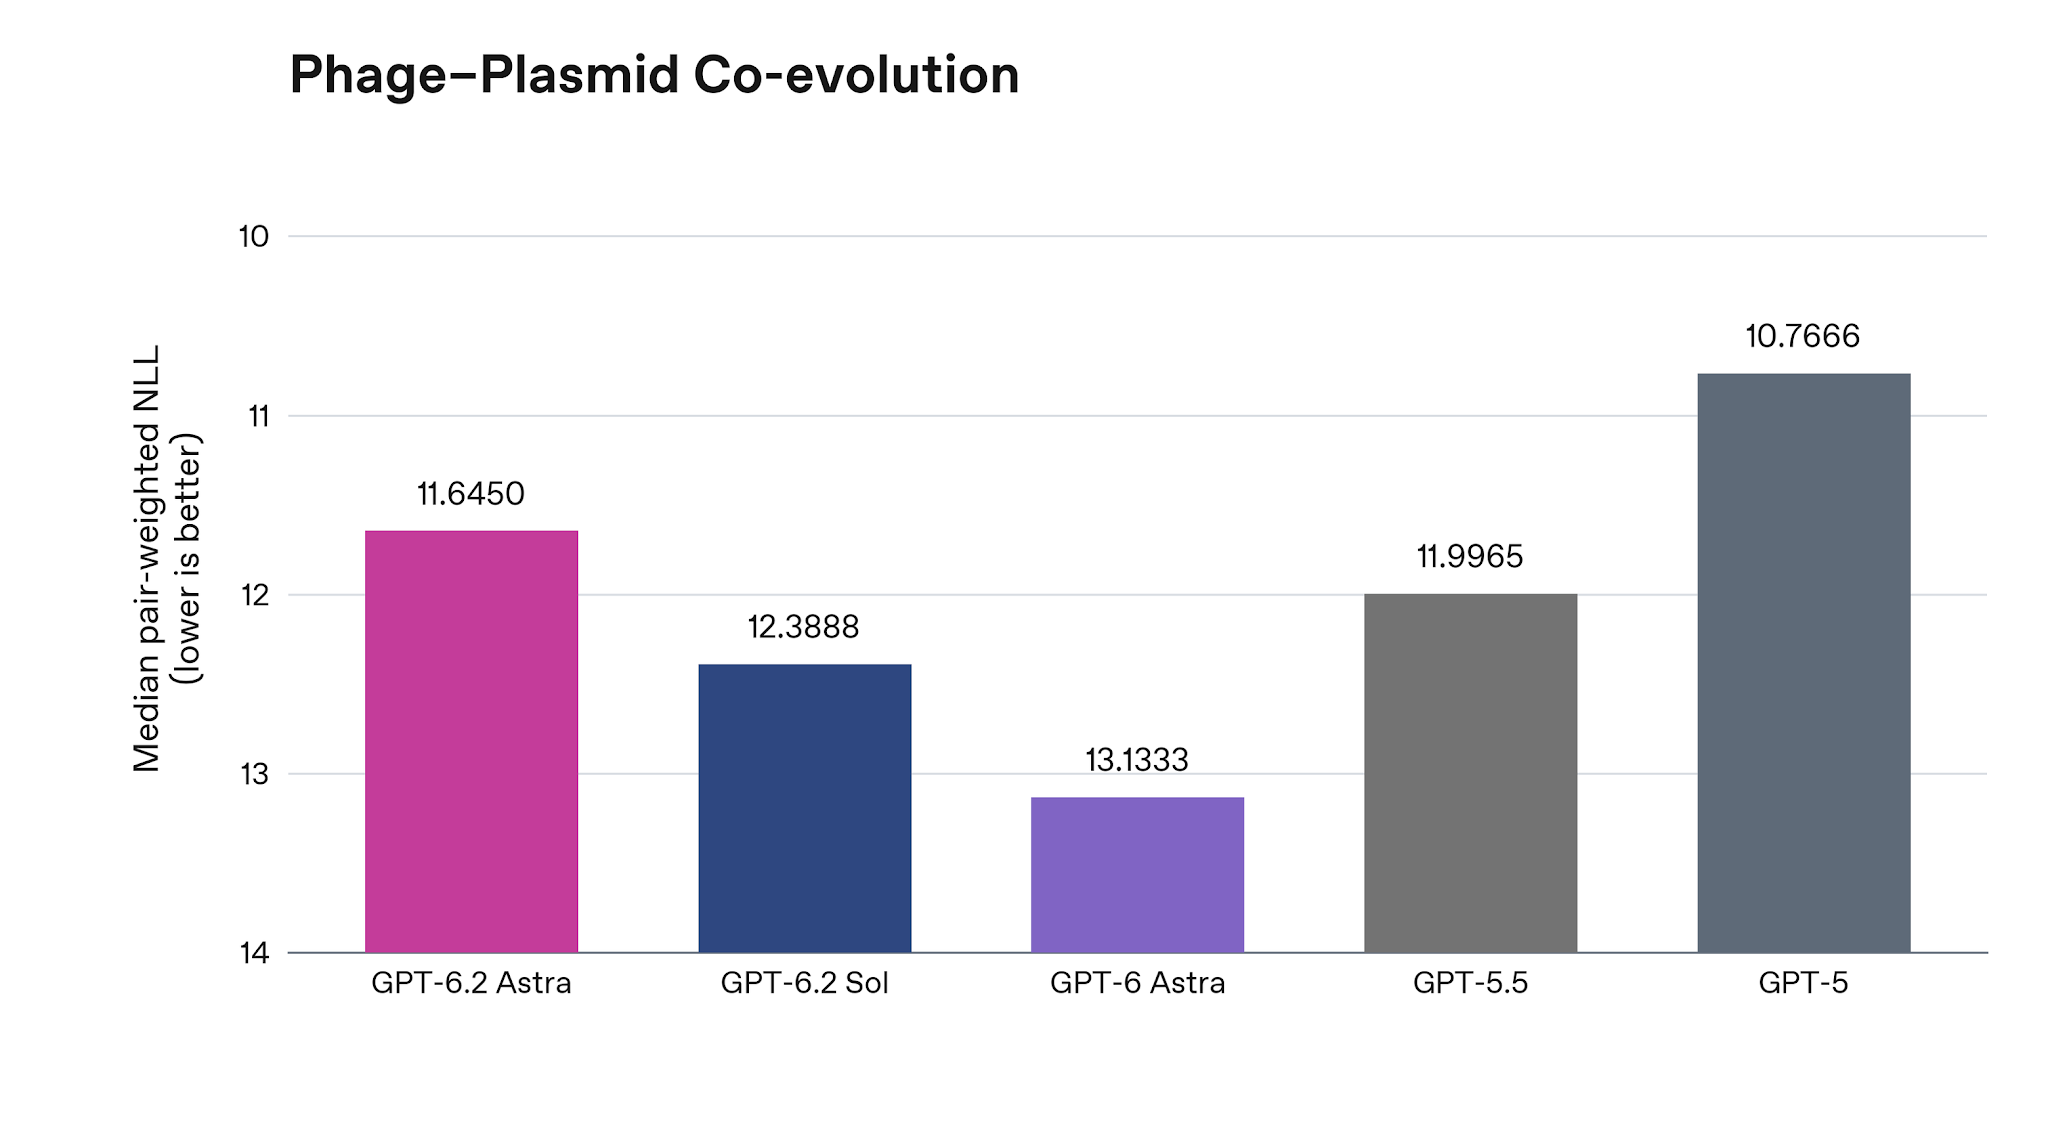 Phage–Plasmid Co-evolution
Median pair-weighted NLL
(lower is better)
10
11
12
13
14
11.6450
12.3888
13.1333
11.9965
10.7666
GPT-6.2 Astra
GPT-6.2 Sol
GPT-6 Astra
GPT-5.5
GPT-5